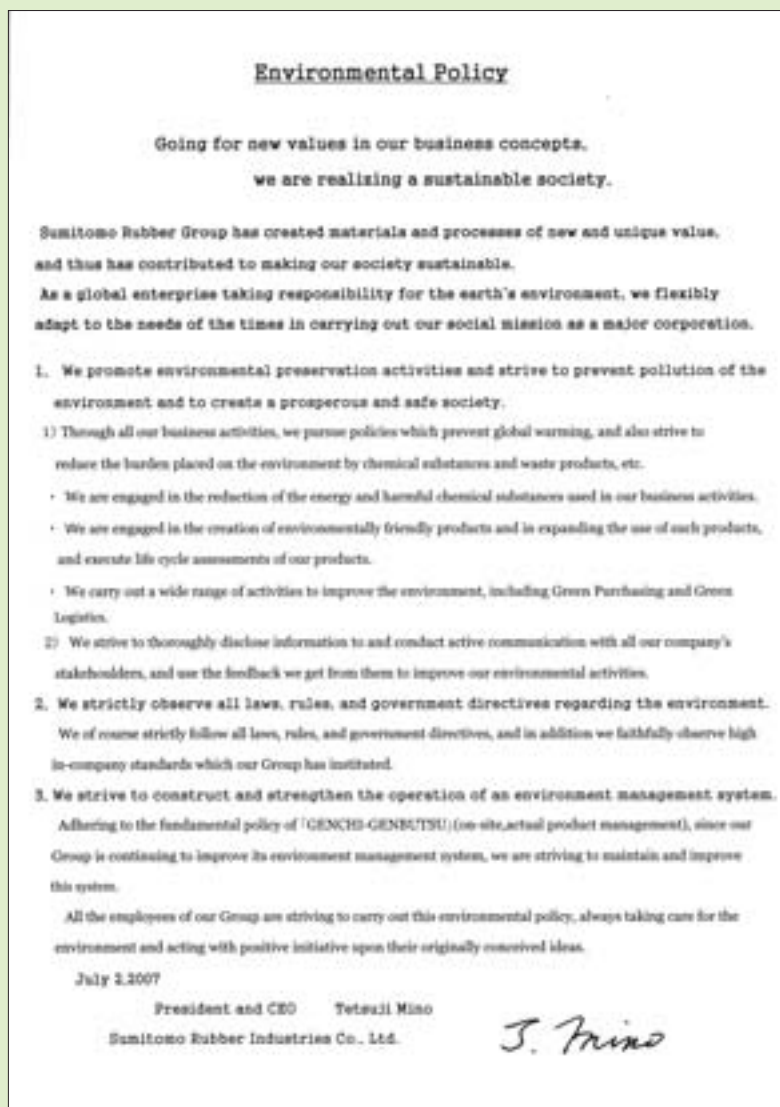 Environmental Policy
Going for new values in our business concepts,
we are realizing a sustainable society.
Sumitomo Rubber Group has created materials and processes of new and unique value,
and thus has contributed to making our society sustainable.
As a global enterprise taking responsibility for the earth's environment, we flexibly
adapt to the needs of the times in carrying out our social mission as a major corporation.
1. We promote environmental preservation activities and strive to prevent pollution of the
environment and to create a prosperous and safe society.
1) Through all our business activities, we pursue policies which prevent global warming, and also strive to
reduce the burden placed on the environment by chemical substances and waste products, etc.
・ We are engaged in the reduction of the energy and harmful chemical substances used in our business activities.
・ We are engaged in the creation of environmentally friendly products and in expanding the use of such products,
and execute life cycle assessments of our products.
・ We carry out a wide range of activities to improve the environment, including Green Purchasing and Green
Logistics.
2) We strive to thoroughly disclose information to and conduct active communication with all our company's
stakeholders, and use the feedback we get from them to improve our environmental activities.
2. We strictly observe all laws, rules, and government directives regarding the environment.
We of course strictly follow all laws, rules, and government directives, and in addition we faithfully observe high
in-company standards which our Group has instituted.
3. We strive to construct and strengthen the operation of an environment management system.
Adhering to the fundamental policy of「GENCHI-GENBUTSU」(on-site,actual product management), since our
Group is continuing to improve its environment management system, we are striving to maintain and improve
this system.
All the employees of our Group are striving to carry out this environmental policy, always taking care for the
environment and acting with positive initiative upon their originally conceived ideas.
July 2,2007
President and CEO Tetsuji Mino
Sumitomo Rubber Industries Co., Ltd.
T. Mino